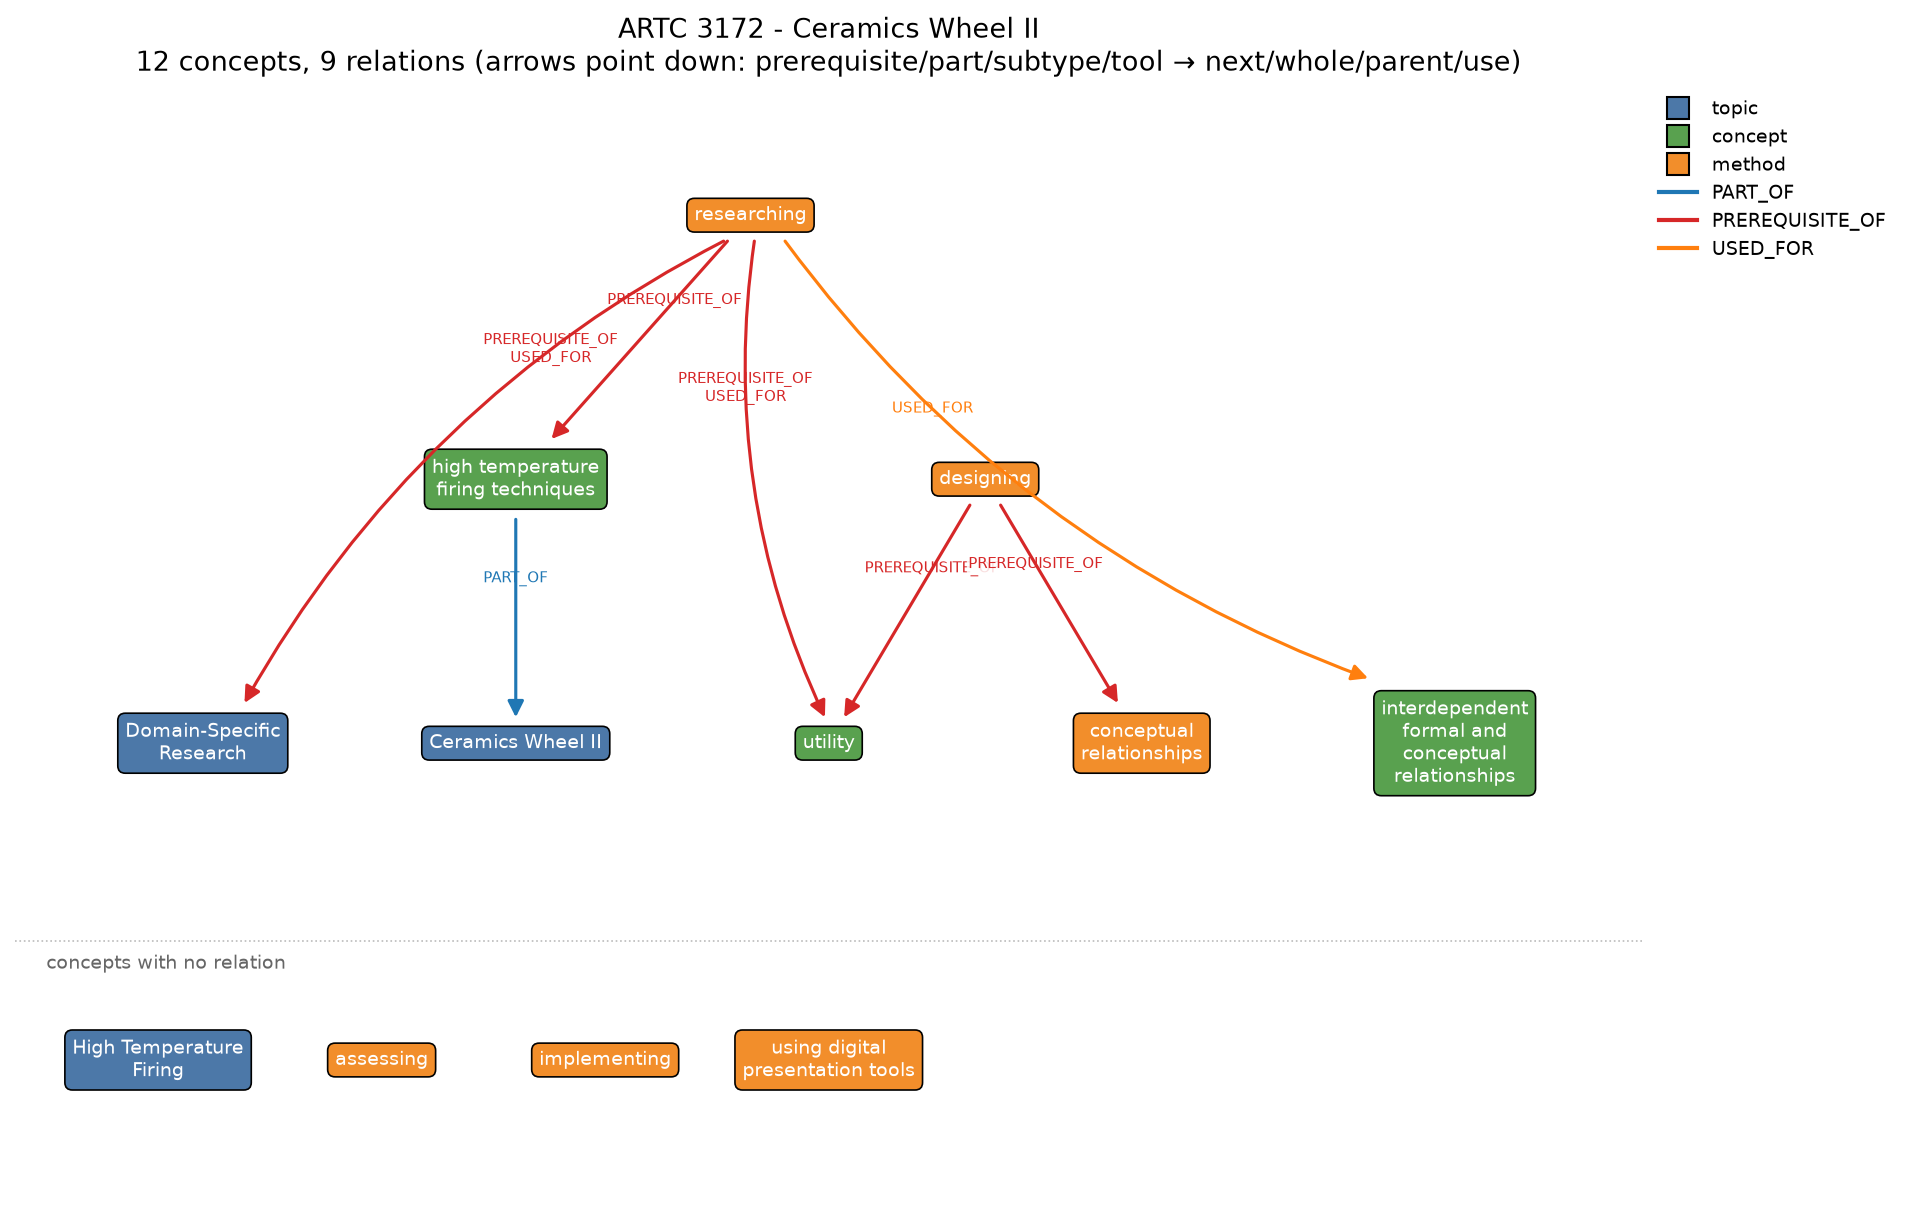 ARTC 3172 - Ceramics Wheel II
12 concepts, 9 relations (arrows point down: prerequisite/part/subtype/tool → next/whole/parent/use)
topic
concept
method
PART_OF
PREREQUISITE_OF
USED_FOR
researching
PREREQUISITE_OF
PREREQUISITE_OF
USED_FOR
PREREQUISITE_OF
USED_FOR
USED_FOR
high temperature
firing techniques
designing
PART_OF
PREREQUISITE_OF
PREREQUISITE_OF
Domain-Specific
Research
Ceramics Wheel II
utility
conceptual
relationships
interdependent
formal and
conceptual
relationships
concepts with no relation
High Temperature
Firing
assessing
implementing
using digital
presentation tools